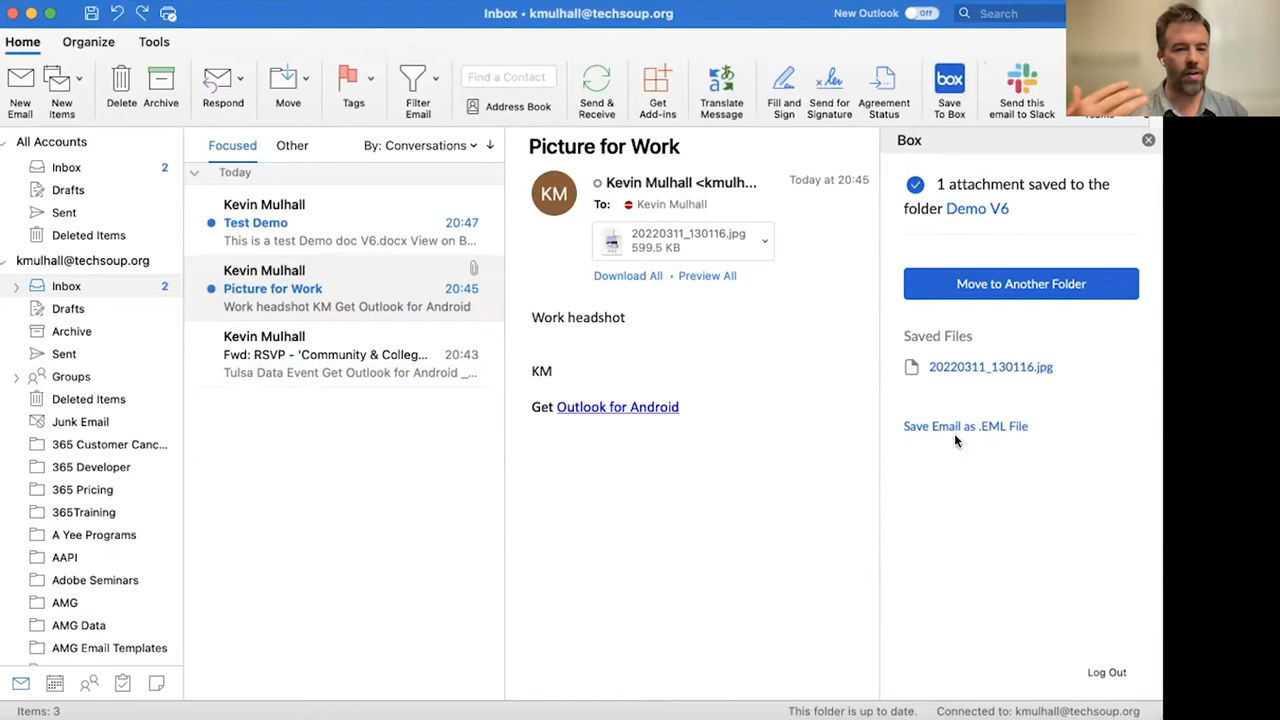 Inbox • kmulhall@techsoup.org
New Outlook Off
Search
Home Organize Tools
New Email
New Items
Delete
Archive
Respond
Move
Tags
Filter Email
Find a Contact
Address Book
Send & Receive
Get Add-ins
Translate Message
Fill and Sign
Send for Signature
Agreement Status
box
Save To Box
Send this email to Slack
All Accounts
Inbox 2
Drafts
Sent
Deleted Items
kmulhall@techsoup.org
Inbox 2
Drafts
Archive
Sent
Groups
Deleted Items
Junk Email
365 Customer Canc...
365 Developer
365 Pricing
365Training
A Yee Programs
AAPI
Adobe Seminars
AMG
AMG Data
AMG Email Templates
Focused Other By: Conversations
Today
Kevin Mulhall
Test Demo 20:47
This is a test Demo doc V6.docx View on B...
Kevin Mulhall
Picture for Work 20:45
Work headshot KM Get Outlook for Android
Kevin Mulhall
Fwd: RSVP - 'Community & Colleg... 20:43
Tulsa Data Event Get Outlook for Android _...
Picture for Work
KM
Kevin Mulhall <kmulh... Today at 20:45
To: Kevin Mulhall
20220311_130116.jpg
599.5 KB
Download All • Preview All
Work headshot
KM
Get Outlook for Android
Box
1 attachment saved to the
folder Demo V6
Move to Another Folder
Saved Files
20220311_130116.jpg
Save Email as .EML File
Log Out
Items: 3
This folder is up to date.
Connected to: kmulhall@techsoup.org